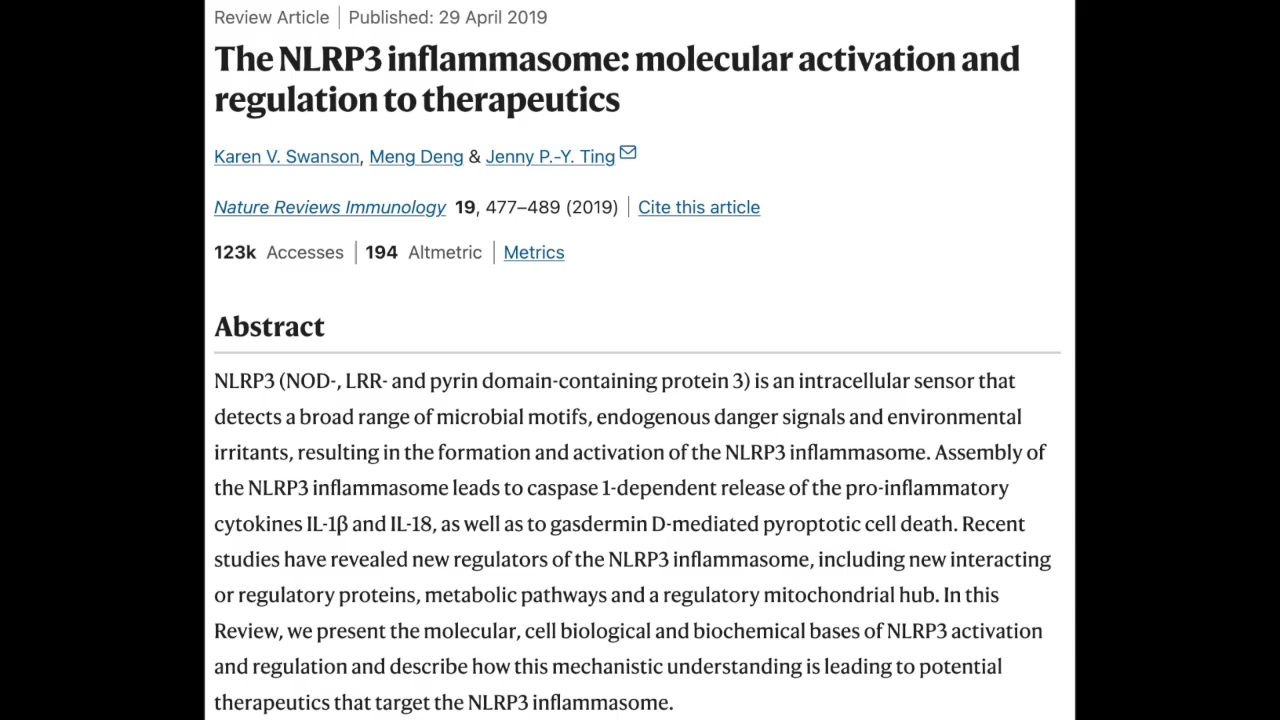 Review Article | Published: 29 April 2019
The NLRP3 inflammasome: molecular activation and
regulation to therapeutics
Karen V. Swanson, Meng Deng & Jenny P.-Y. Ting
Nature Reviews Immunology 19, 477–489 (2019) | Cite this article
123k Accesses | 194 Altmetric | Metrics
Abstract
NLRP3 (NOD-, LRR- and pyrin domain-containing protein 3) is an intracellular sensor that
detects a broad range of microbial motifs, endogenous danger signals and environmental
irritants, resulting in the formation and activation of the NLRP3 inflammasome. Assembly of
the NLRP3 inflammasome leads to caspase 1-dependent release of the pro-inflammatory
cytokines IL-1β and IL-18, as well as to gasdermin D-mediated pyroptotic cell death. Recent
studies have revealed new regulators of the NLRP3 inflammasome, including new interacting
or regulatory proteins, metabolic pathways and a regulatory mitochondrial hub. In this
Review, we present the molecular, cell biological and biochemical bases of NLRP3 activation
and regulation and describe how this mechanistic understanding is leading to potential
therapeutics that target the NLRP3 inflammasome.